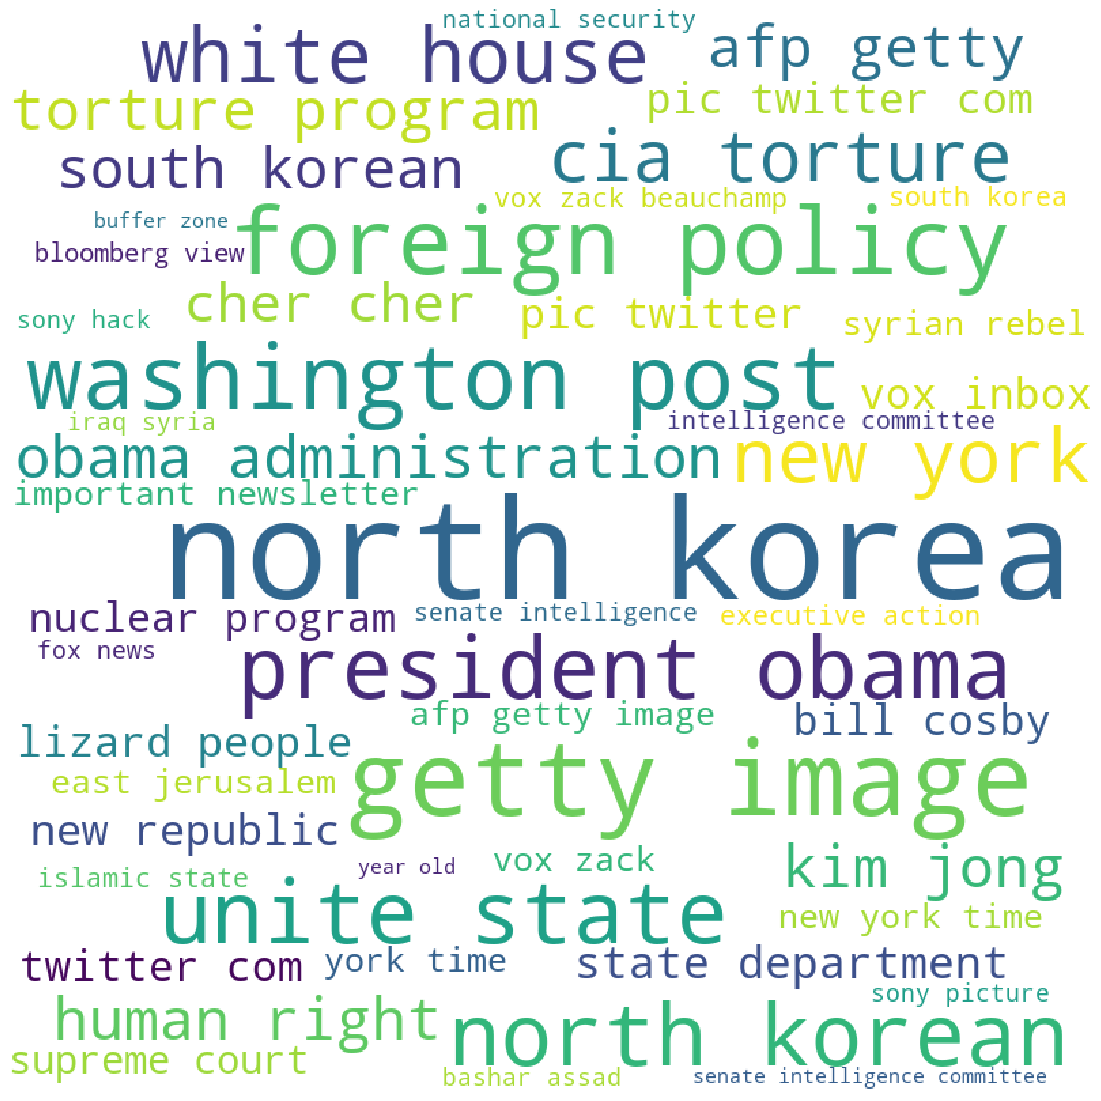 national security
white house
afp getty
torture program
pic twitter com
south korean
cia torture
vox zack beauchamp
south korea
buffer zone
foreign policy
bloomberg view
cher cher
pic twitter
sony hack
syrian rebel
washington post
vox inbox
iraq syria
intelligence committee
obama administration
new york
important newsletter
north korea
nuclear program
senate intelligence
executive action
fox news
president obama
afp getty image
bill cosby
lizard people
east jerusalem
getty image
new republic
year old
vox zack
kim jong
islamic state
unite state
new york time
twitter com
york time
state department
sony picture
human right
north korean
supreme court
bashar assad
senate intelligence committee